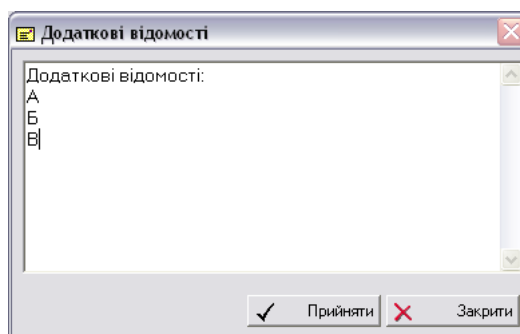 Додаткові відомості
Додаткові відомості:
А
Б
В
Прийняти Закрити